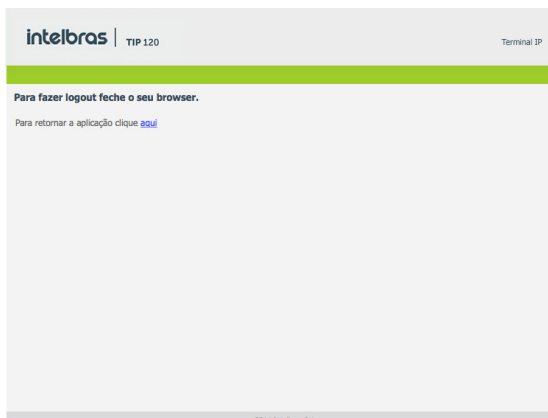 intelbras | TIP 120
Terminal IP
Para fazer logout feche o seu browser.
Para retornar a aplicação clique aqui